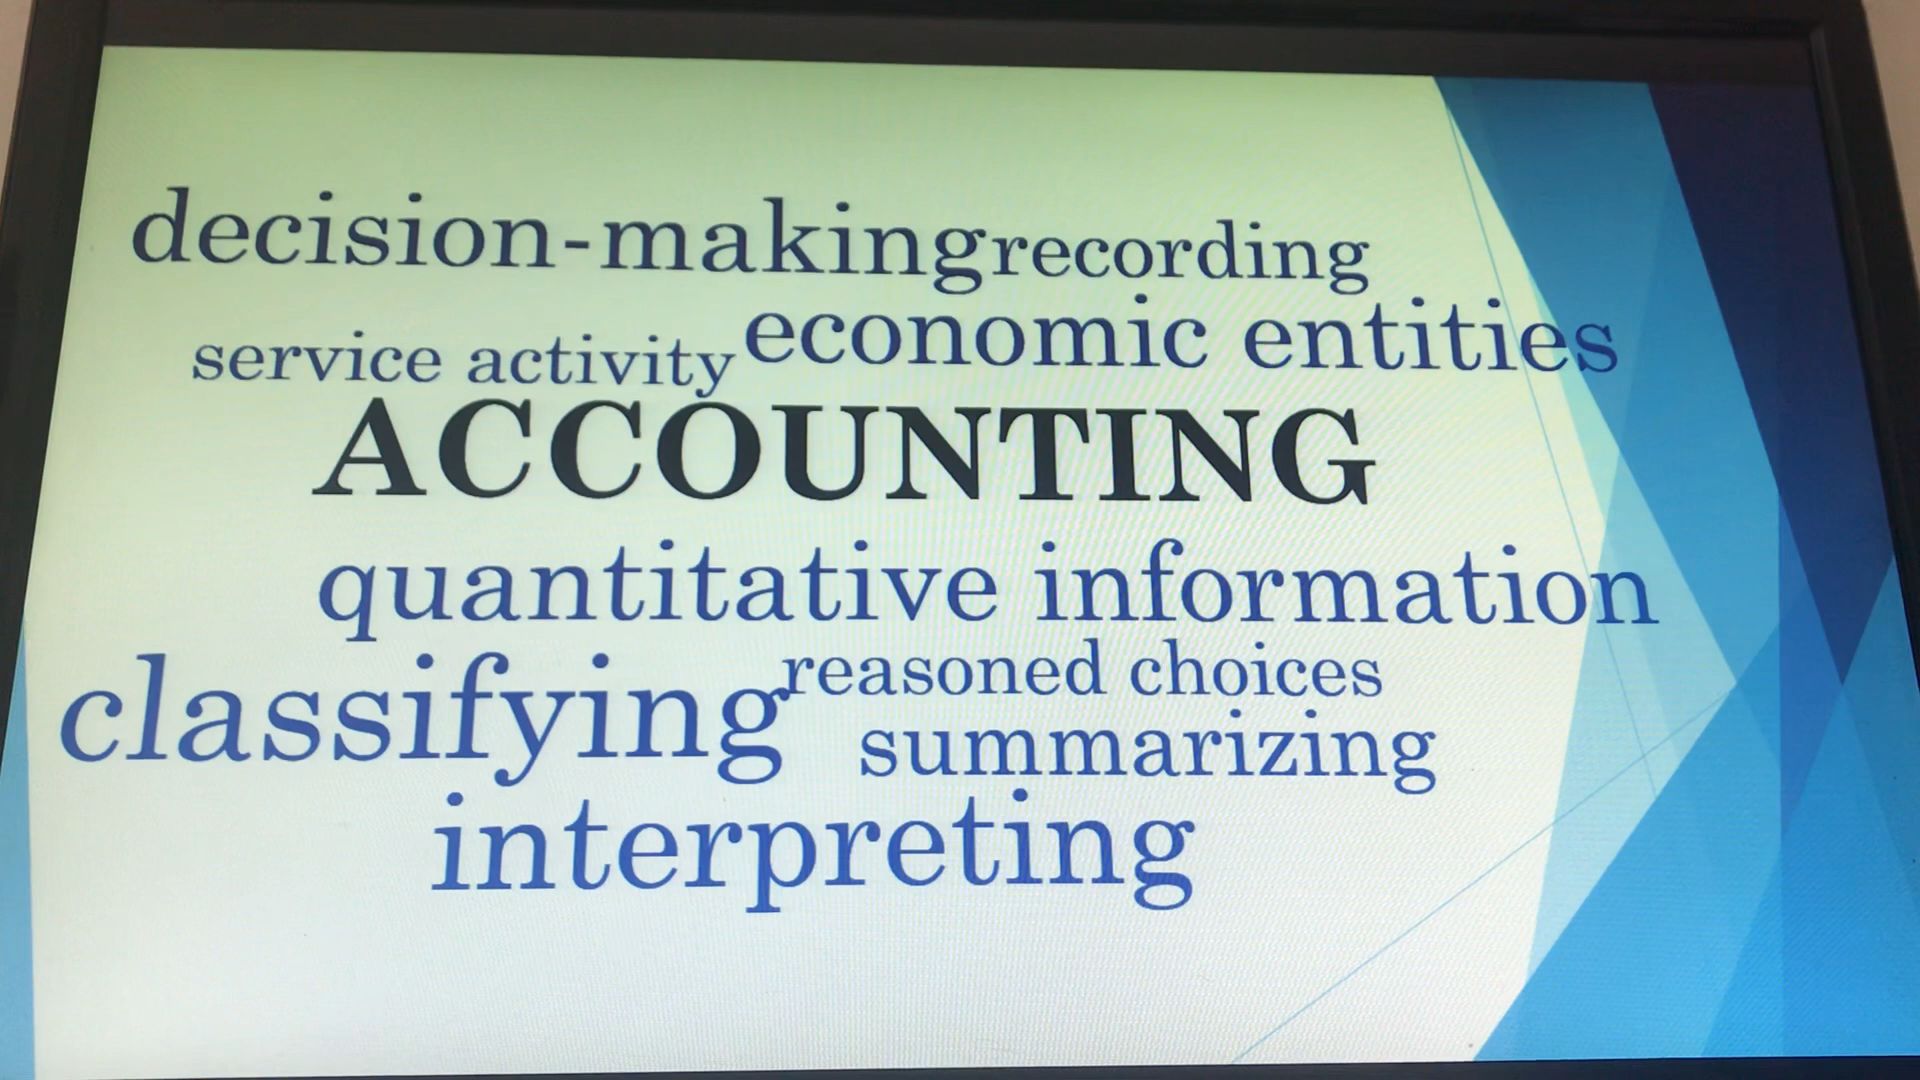 decision-making recording
service activity economic entities
ACCOUNTING
quantitative information
classifying reasoned choices
summarizing
interpreting